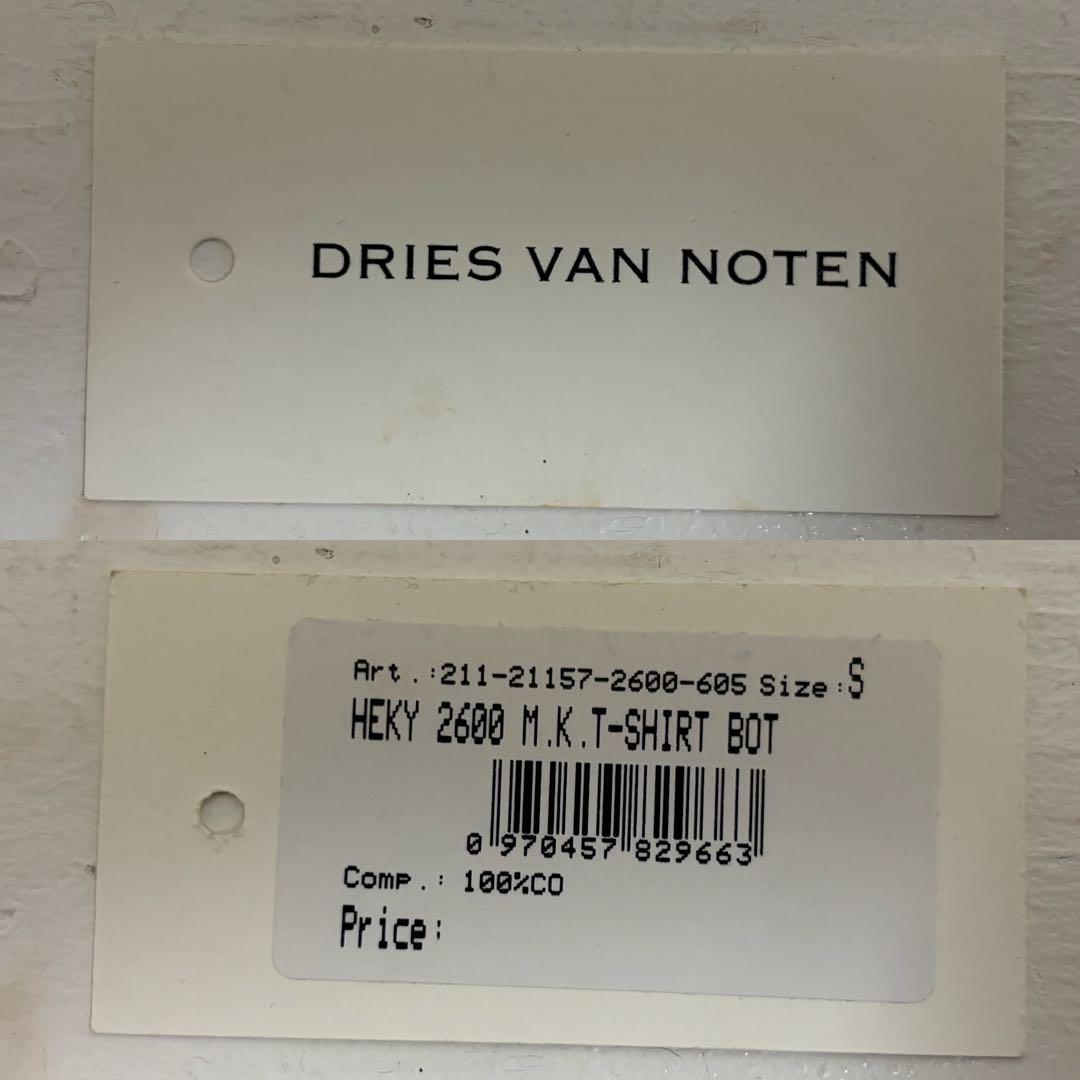 DRIES VAN NOTEN
Art.:211-21157-2600-605 Size:S
HEKY 2600 M.K.T-SHIRT BOT
0 970457 829663
Comp.: 100%CO
Price: